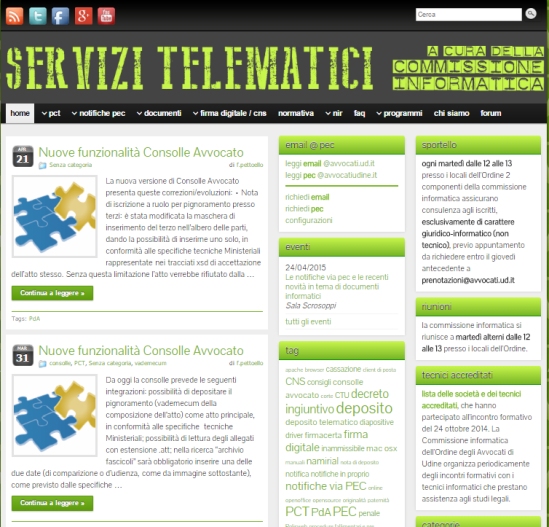 Cerca
SERVIZI TELEMATICI
A CURA DELLA
COMMISSIONE
INFORMATICA
home pct notifiche pec documenti firma digitale / cns normativa nir faq programmi chi siamo forum
21
Nuove funzionalità Consolle Avvocato
Senza categoria
La nuova versione di Consolle Avvocato
presenta queste correzioni/evoluzioni: • Nota
di iscrizione a ruolo per pignoramento presso
terzi: è stata modificata la maschera di
inserimento del terzo nell'albero delle parti,
dando la possibilità di inserirne uno solo, in
conformità alle specifiche tecniche Ministeriali
rappresentate nei tracciati xsd di accettazione
dell'atto stesso. Senza questa limitazione l'atto verrebbe rifiutato dalla ...
Continua a leggere »
Tags: PdA
31
Nuove funzionalità Consolle Avvocato
consolle, PCT, Senza categoria, vademecum
Da oggi la consolle prevede le seguenti
integrazioni: possibilità di depositare il
pignoramento (vademecum della
composizione dell'atto) come atto principale,
in conformità alle specifiche tecniche
Ministeriali; possibilità di lettura degli allegati
con estensione .att; nella ricerca "archivio
fascicoli" sarà obbligatorio inserire una delle
due date (di comparizione o d'udienza, come da immagine sottostante),
come previsto dalle specifiche ...
email @ pec
leggi email @avvocati.ud.it
leggi pec @avvocatiudine.it
richiedi email
richiedi pec
configurazioni
eventi
24/04/2015
Le notifiche via pec e le recenti
novità in tema di documenti
informatici
Sala Scrosoppi
tutti gli eventi
tag
apache browser cassazione client di posta
CNS consigli consolle
avvocato costo CTU decreto
ingiuntivo deposito
deposito telematico diapositive
driver firmacerta firma
digitale inammissibile mac osx
manuali namirial nota di deposito
notifica notifiche in proprio
notifiche via PEC online
openoffice opensource originalità paternità
PCT PdA PEC penale
sportello
ogni martedì dalle 12 alle 13
presso i locali dell'Ordine 2
componenti della commissione
informatica assicurano
consulenza agli iscritti,
esclusivamente di carattere
giuridico-informatico (non
tecnico), previo appuntamento
da richiedere entro il giovedì
antecedente a
prenotazioni@avvocati.ud.it
riunioni
la commissione informatica si
riunisce a martedì alterni dalle 12
alle 13 presso i locali dell'Ordine.
tecnici accreditati
lista delle società e dei tecnici
accreditati, che hanno
partecipato all'incontro formativo
del 24 ottobre 2014. La
Commissione informatica
dell'Ordine degli Avvocati di
Udine organizza periodicamente
degli incontri formativi con i
tecnici informatici che prestano
assistenza agli studi legali.
categorie